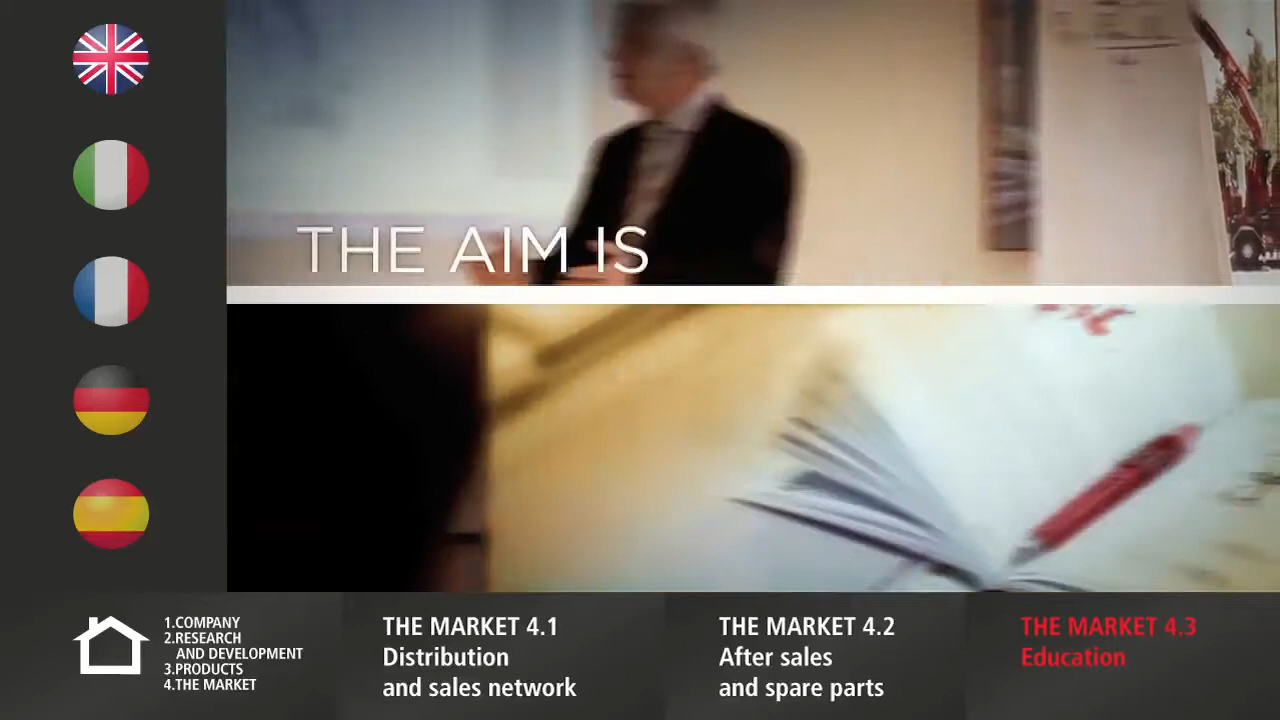 THE AIM IS
1.COMPANY
2.RESEARCH
AND DEVELOPMENT
3.PRODUCTS
4.THE MARKET
THE MARKET 4.1
Distribution
and sales network
THE MARKET 4.2
After sales
and spare parts
THE MARKET 4.3
Education